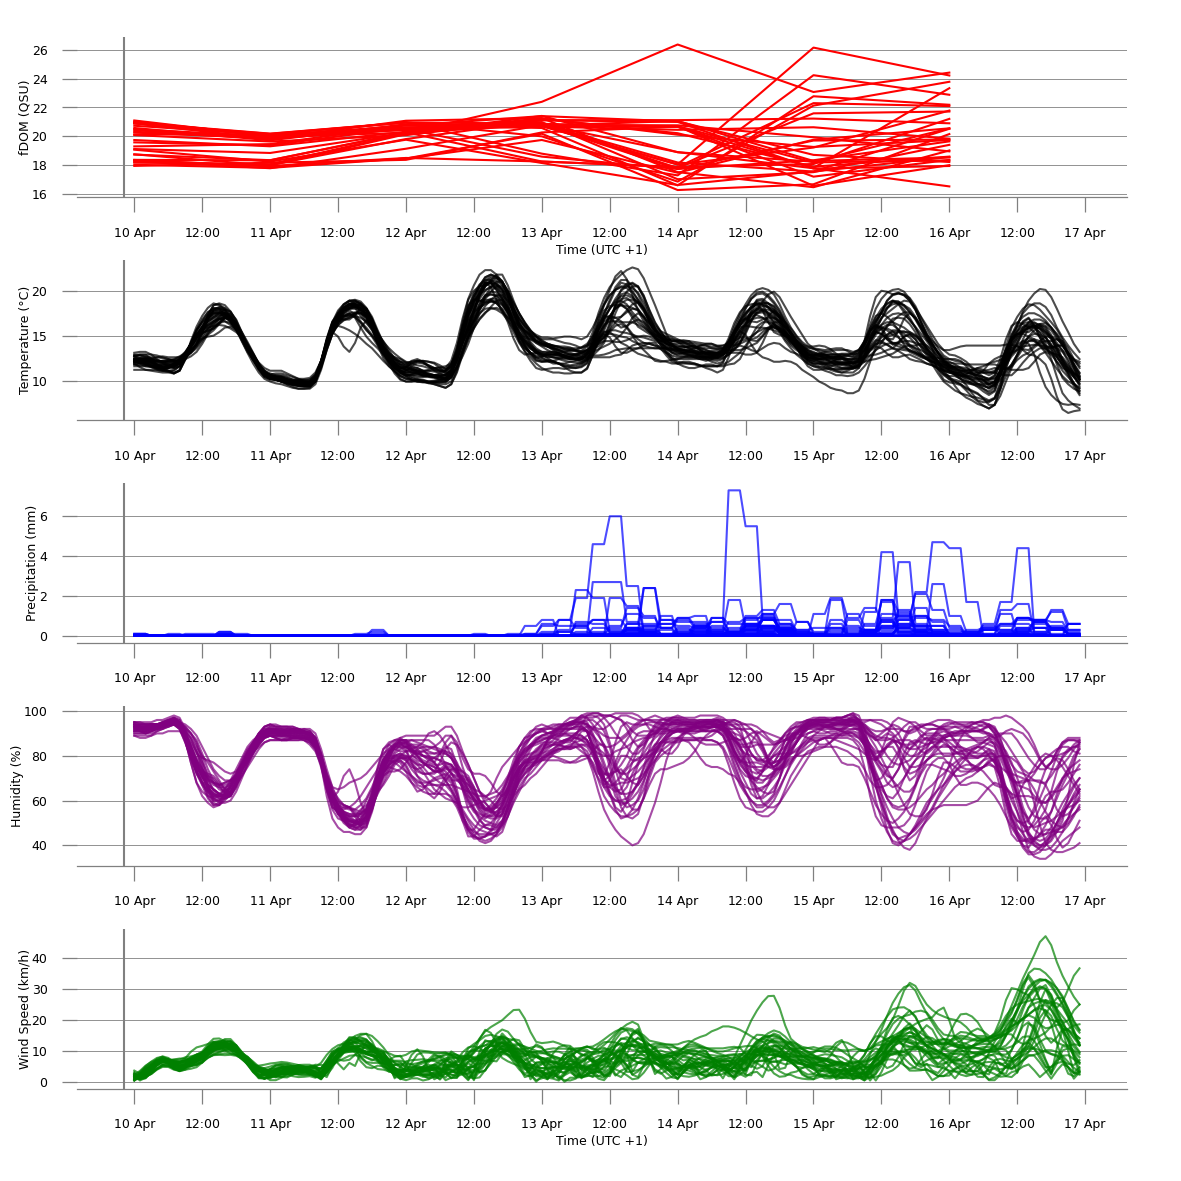 fDOM (QSU)
26
24
22
20
18
16
10 Apr 12:00 11 Apr 12:00 12 Apr 12:00 13 Apr 12:00 14 Apr 12:00 15 Apr 12:00 16 Apr 12:00 17 Apr
Time (UTC +1)
Temperature (°C)
20
15
10
10 Apr 12:00 11 Apr 12:00 12 Apr 12:00 13 Apr 12:00 14 Apr 12:00 15 Apr 12:00 16 Apr 12:00 17 Apr
Precipitation (mm)
6
4
2
0
10 Apr 12:00 11 Apr 12:00 12 Apr 12:00 13 Apr 12:00 14 Apr 12:00 15 Apr 12:00 16 Apr 12:00 17 Apr
Humidity (%)
100
80
60
40
10 Apr 12:00 11 Apr 12:00 12 Apr 12:00 13 Apr 12:00 14 Apr 12:00 15 Apr 12:00 16 Apr 12:00 17 Apr
Wind Speed (km/h)
40
30
20
10
0
10 Apr 12:00 11 Apr 12:00 12 Apr 12:00 13 Apr 12:00 14 Apr 12:00 15 Apr 12:00 16 Apr 12:00 17 Apr
Time (UTC +1)